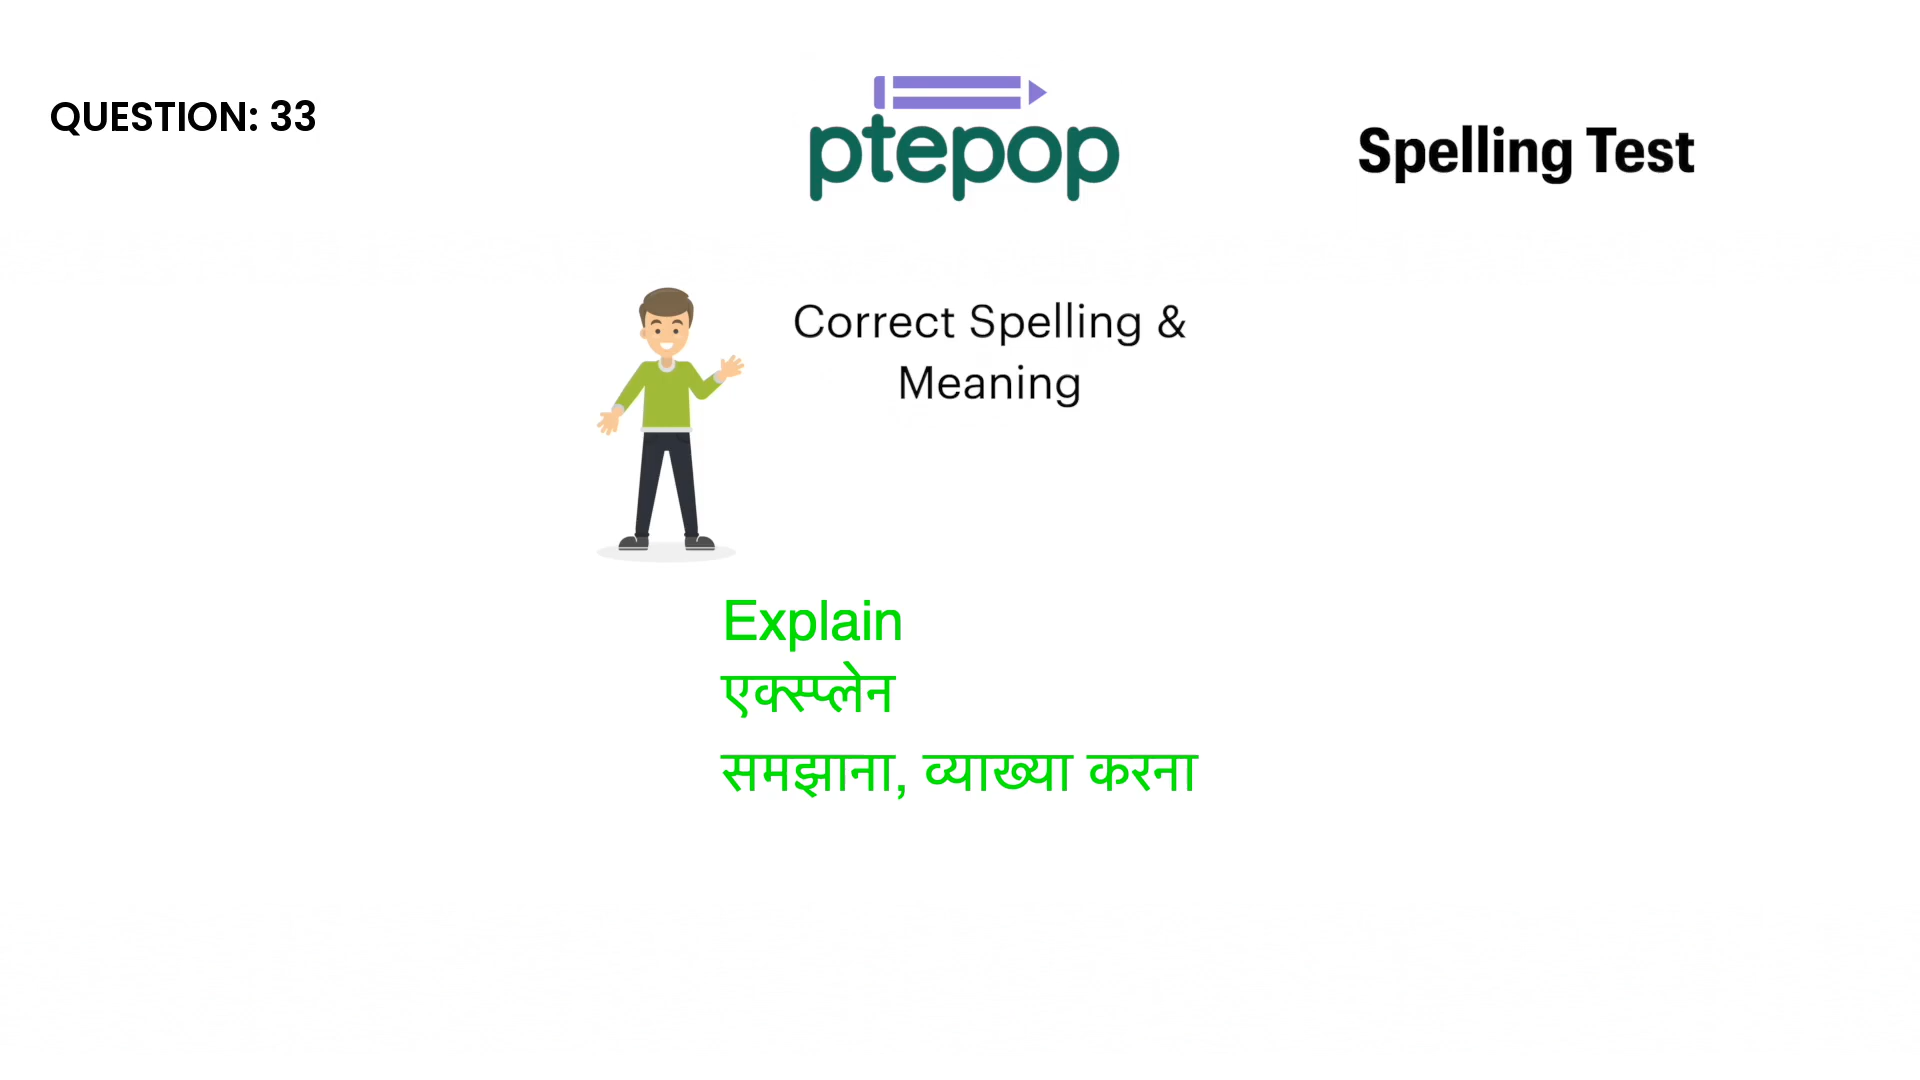 QUESTION: 33
ptepop
Spelling Test
Correct Spelling &
Meaning
Explain
एक्स्प्लेन
समझाना, व्याख्या करना